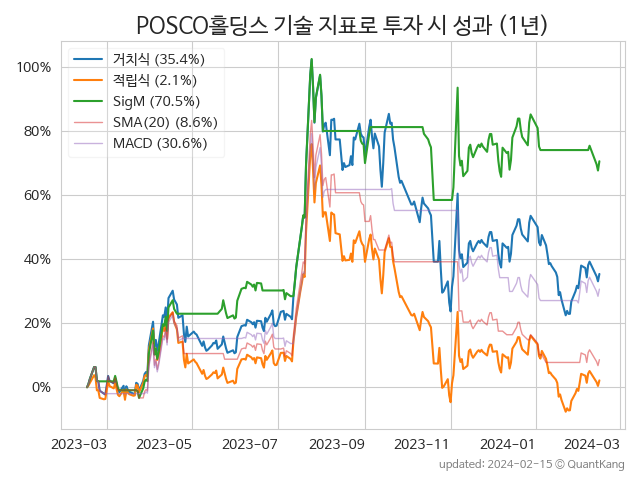 POSCO홀딩스 기술 지표로 투자 시 성과 (1년)
거치식 (35.4%)
적립식 (2.1%)
SigM (70.5%)
SMA(20) (8.6%)
MACD (30.6%)
100%
80%
60%
40%
20%
0%
2023-03 2023-05 2023-07 2023-09 2023-11 2024-01 2024-03
updated: 2024-02-15 © QuantKang